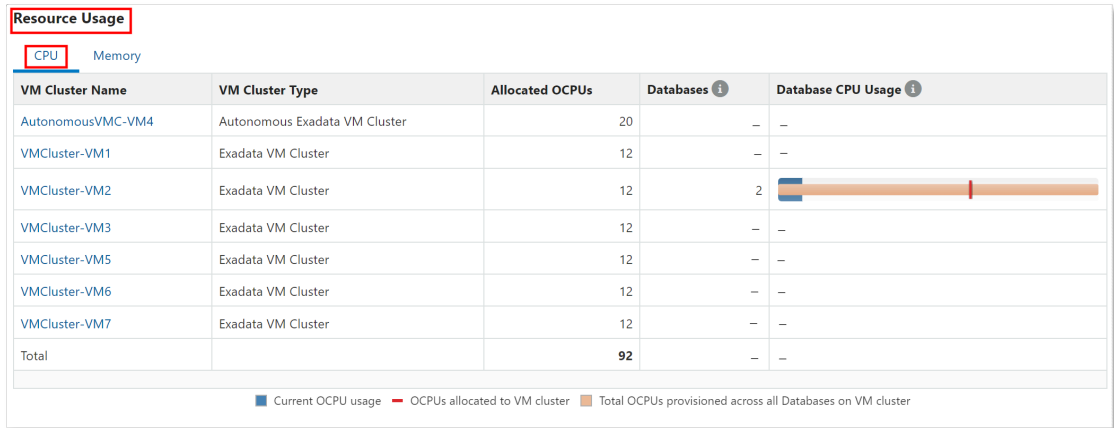 Resource Usage
CPU Memory
VM Cluster Name VM Cluster Type Allocated OCPUs Databases i Database CPU Usage i
AutonomousVMC-VM4 Autonomous Exadata VM Cluster 20 – –
VMCluster-VM1 Exadata VM Cluster 12 – –
VMCluster-VM2 Exadata VM Cluster 12 2
VMCluster-VM3 Exadata VM Cluster 12 – –
VMCluster-VM5 Exadata VM Cluster 12 – –
VMCluster-VM6 Exadata VM Cluster 12 – –
VMCluster-VM7 Exadata VM Cluster 12 – –
Total 92 – –
Current OCPU usage OCPUs allocated to VM cluster Total OCPUs provisioned across all Databases on VM cluster